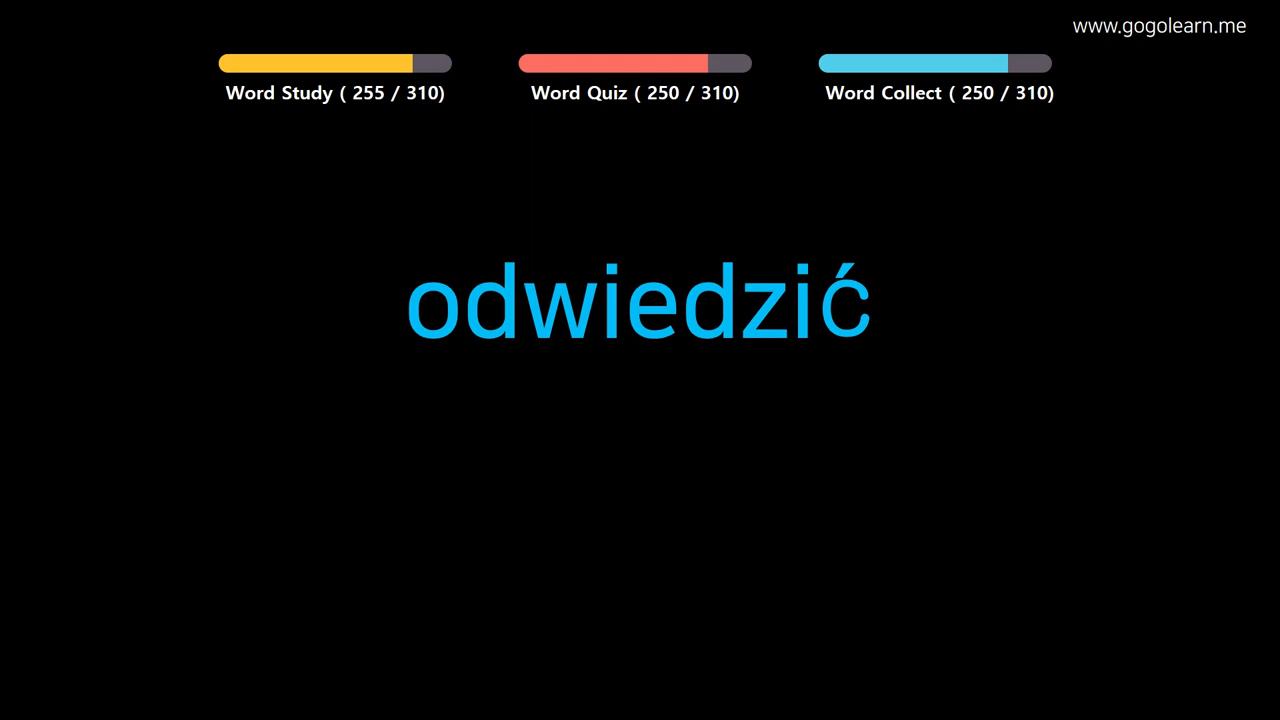 www.gogolearn.me
Word Study ( 255 / 310)
Word Quiz ( 250 / 310)
Word Collect ( 250 / 310)
odwiedzić